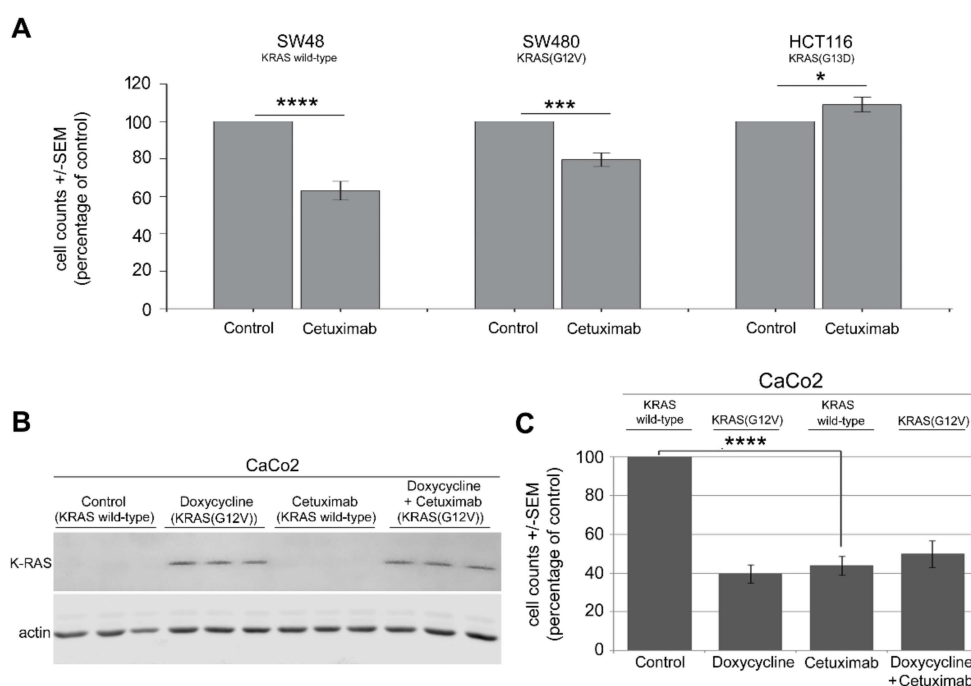 A
SW48
KRAS wild-type
SW480
KRAS(G12V)
HCT116
KRAS(G13D)
cell counts +/-SEM
(percentage of control)
120
100
80
60
40
20
0
****
***
*
Control
Cetuximab
Control
Cetuximab
Control
Cetuximab
B
CaCo2
Control
(KRAS wild-type)
Doxycycline
(KRAS(G12V))
Cetuximab
(KRAS wild-type)
Doxycycline
+ Cetuximab
(KRAS(G12V))
K-RAS
actin
C
CaCo2
KRAS
wild-type
KRAS(G12V)
KRAS
wild-type
KRAS(G12V)
****
cell counts +/-SEM
(percentage of control)
100
80
60
40
20
0
Control
Doxycycline
Cetuximab
Doxycycline
+ Cetuximab